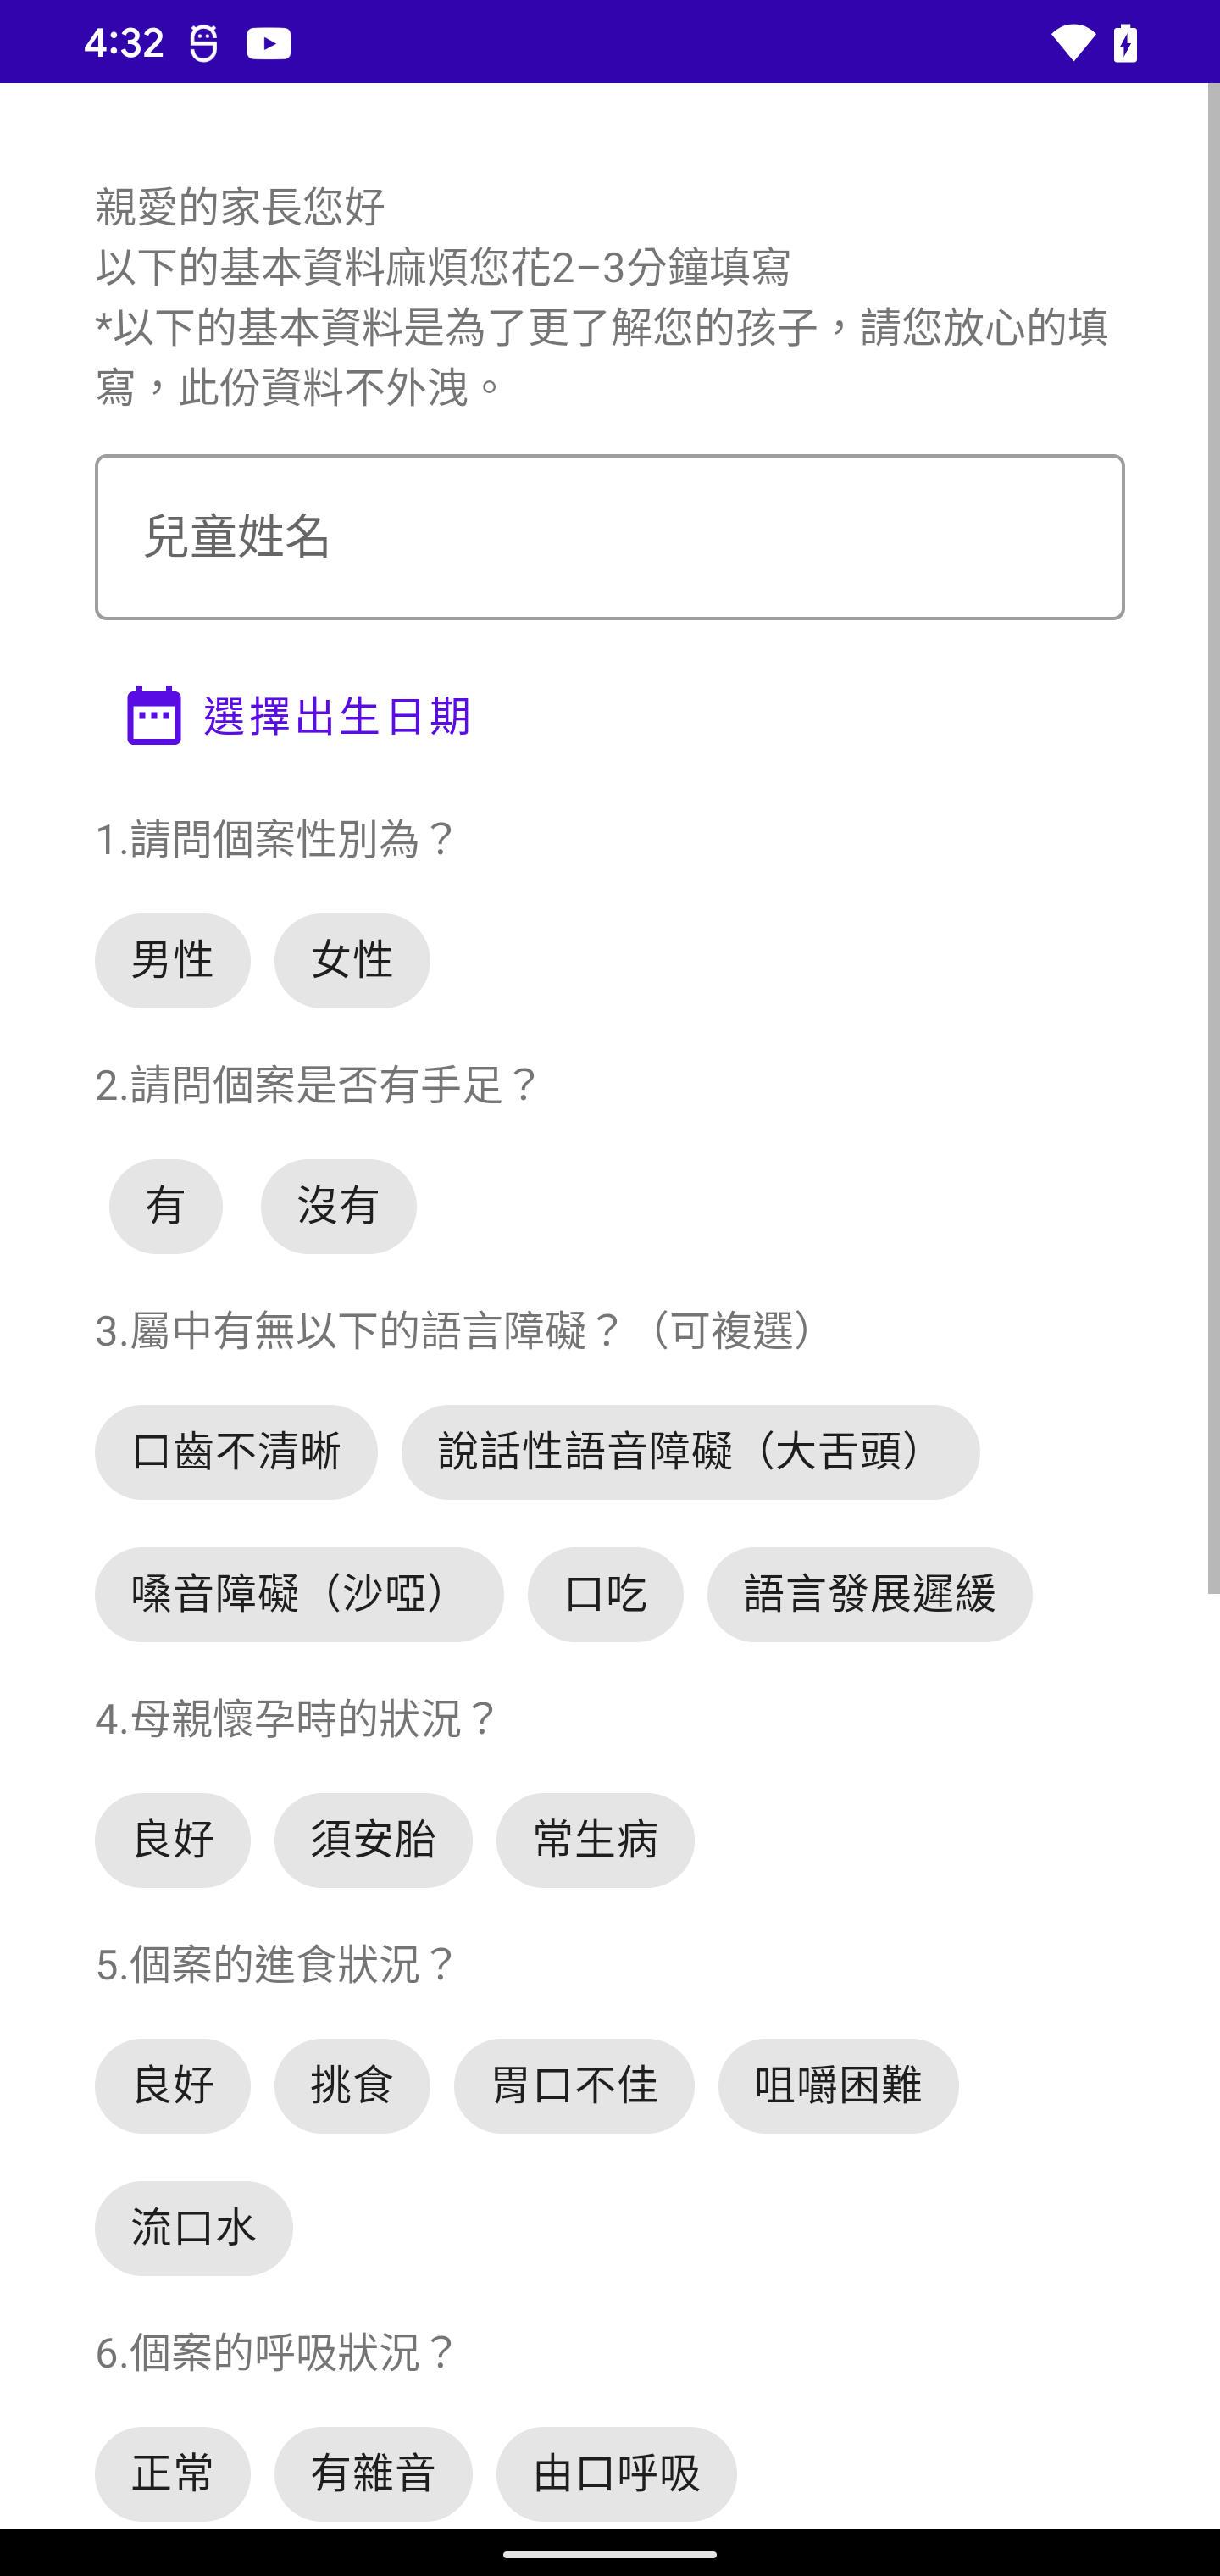 4:32
親愛的家長您好
以下的基本資料麻煩您花2–3分鐘填寫
*以下的基本資料是為了更了解您的孩子，請您放心的填
寫，此份資料不外洩。
兒童姓名
選擇出生日期
1.請問個案性別為？
男性 女性
2.請問個案是否有手足？
有 沒有
3.屬中有無以下的語言障礙？（可複選）
口齒不清晰 說話性語音障礙（大舌頭）
嗓音障礙（沙啞） 口吃 語言發展遲緩
4.母親懷孕時的狀況？
良好 須安胎 常生病
5.個案的進食狀況？
良好 挑食 胃口不佳 咀嚼困難
流口水
6.個案的呼吸狀況？
正常 有雜音 由口呼吸